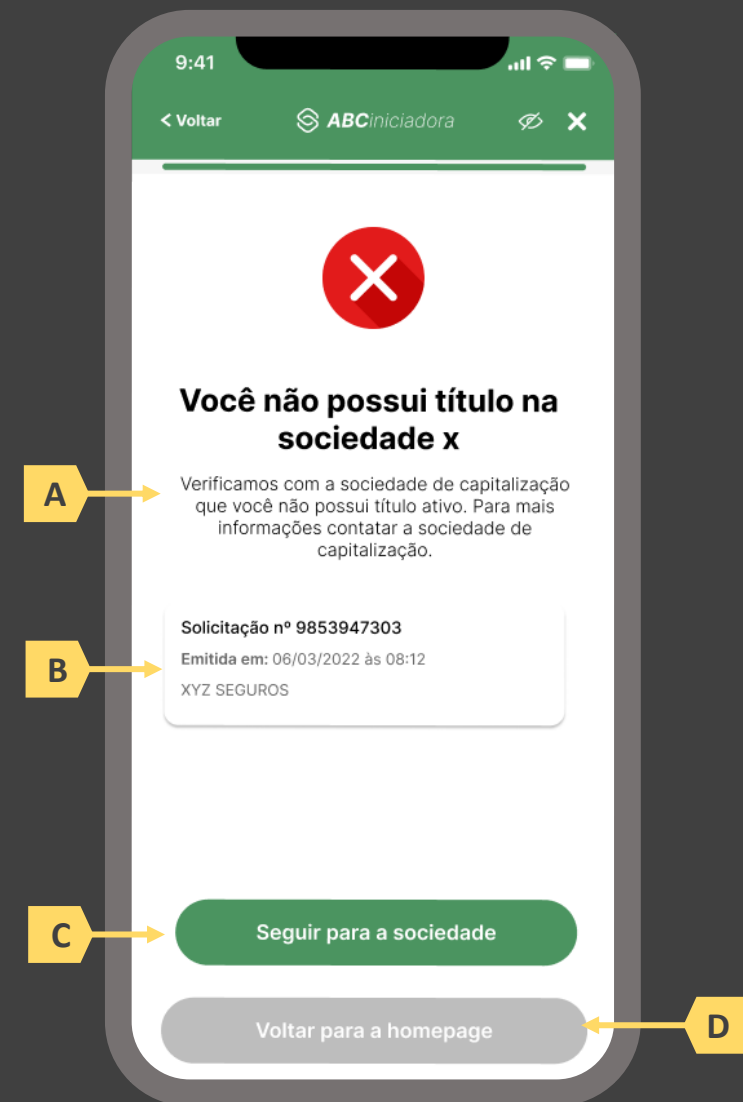 9:41
< Voltar
ABCiniciadora
Você não possui título na
sociedade x
A
Verificamos com a sociedade de capitalização
que você não possui título ativo. Para mais
informações contatar a sociedade de
capitalização.
B
Solicitação nº 9853947303
Emitida em: 06/03/2022 às 08:12
XYZ SEGUROS
C
Seguir para a sociedade
Voltar para a homepage
D